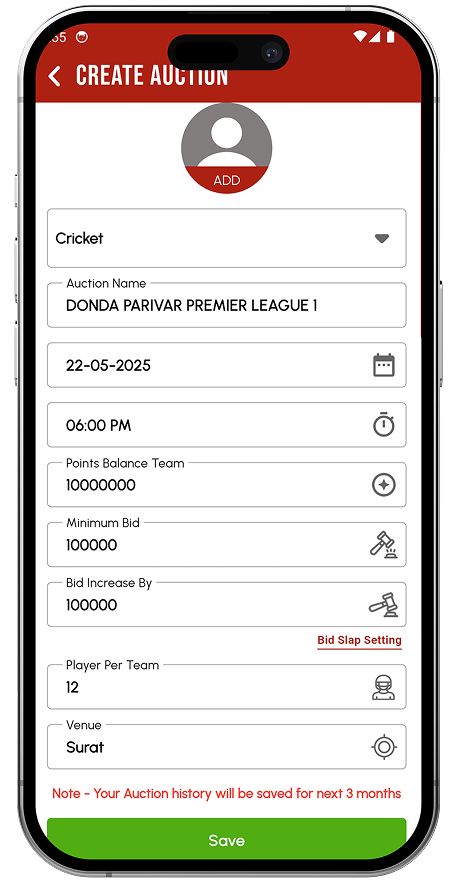 :35
CREATE AUCTION
ADD
Cricket
Auction Name
DONDA PARIVAR PREMIER LEAGUE 1
22-05-2025
06:00 PM
Points Balance Team
10000000
Minimum Bid
100000
Bid Increase By
100000
Bid Slap Setting
Player Per Team
12
Venue
Surat
Note - Your Auction history will be saved for next 3 months
Save